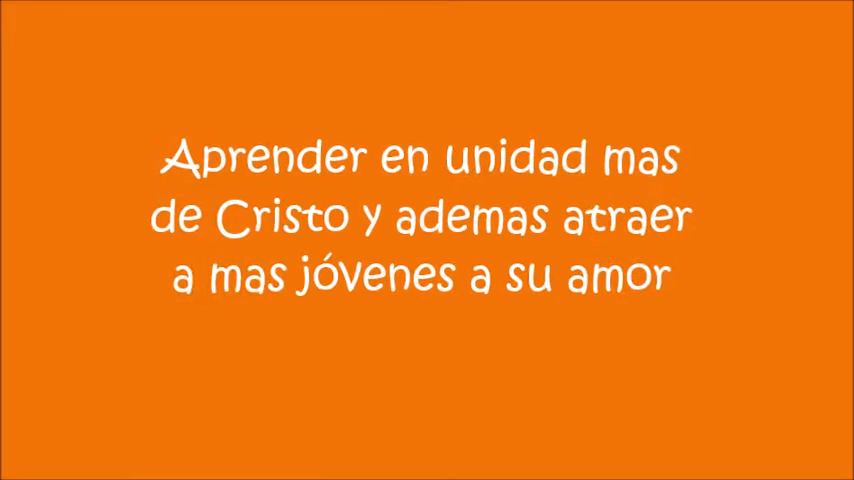 Aprender en unidad mas
de Cristo y ademas atraer
a mas jóvenes a su amor